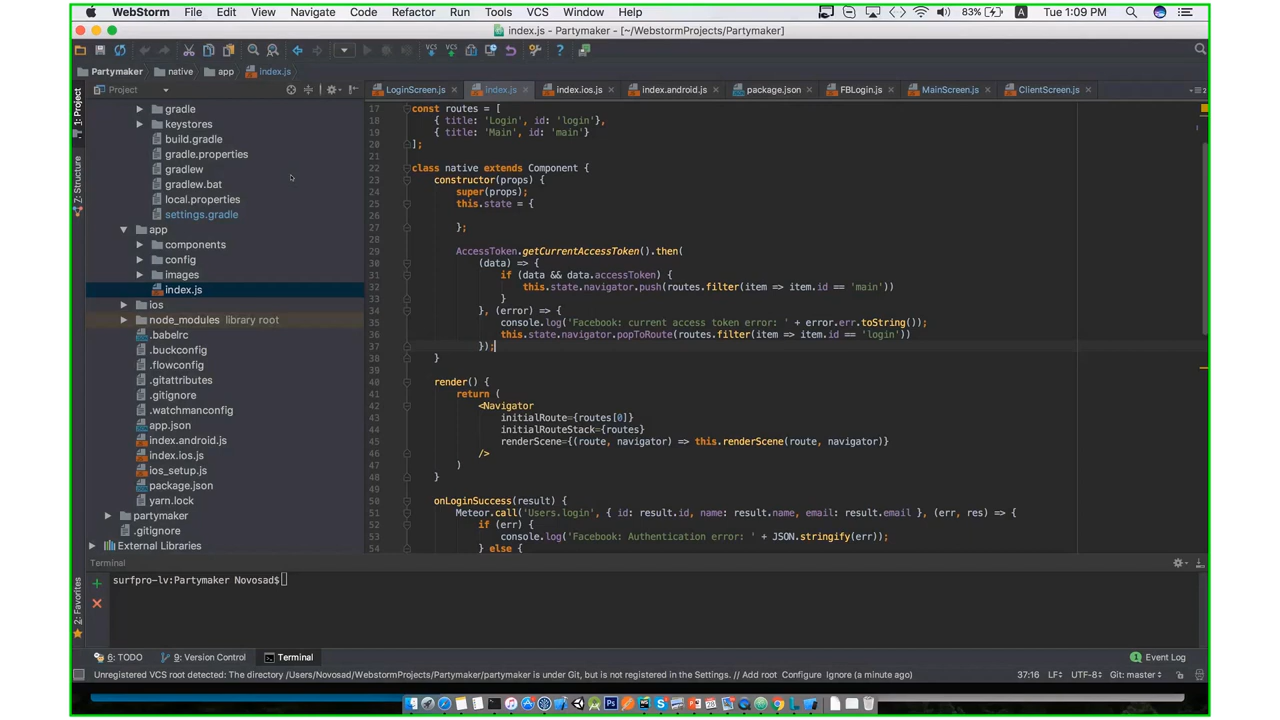 WebStorm File Edit View Navigate Code Refactor Run Tools VCS Window Help 83% A Tue 1:09 PM
index.js - Partymaker - [~/WebstormProjects/Partymaker]
VCS VCS
Partymaker native app index.js
Project
LoginScreen.js index.js index.ios.js index.android.js package.json FBLogin.js MainScreen.js ClientScreen.js
1: Project
Z: Structure
2: Favorites
gradle
keystores
build.gradle
gradle.properties
gradlew
gradlew.bat
local.properties
settings.gradle
app
components
config
images
index.js
ios
node_modules library root
.babelrc
.buckconfig
.flowconfig
.gitattributes
.gitignore
.watchmanconfig
app.json
index.android.js
index.ios.js
ios_setup.js
package.json
yarn.lock
partymaker
.gitignore
External Libraries
17 const routes = [
18 { title: 'Login', id: 'login'},
19 { title: 'Main', id: 'main'}
20 ];
21
22 class native extends Component {
23 constructor(props) {
24 super(props);
25 this.state = {
26
27 };
28
29 AccessToken.getCurrentAccessToken().then(
30 (data) => {
31 if (data && data.accessToken) {
32 this.state.navigator.push(routes.filter(item => item.id == 'main'))
33 }
34 }, (error) => {
35 console.log('Facebook: current access token error: ' + error.err.toString());
36 this.state.navigator.popToRoute(routes.filter(item => item.id == 'login'))
37 });
38 }
39
40 render() {
41 return (
42 <Navigator
43 initialRoute={routes[0]}
44 initialRouteStack={routes}
45 renderScene={(route, navigator) => this.renderScene(route, navigator)}
46 />
47 )
48 }
49
50 onLoginSuccess(result) {
51 Meteor.call('Users.login', { id: result.id, name: result.name, email: result.email }, (err, res) => {
52 if (err) {
53 console.log('Facebook: Authentication error: ' + JSON.stringify(err));
54 } else {
Terminal
surfpro-lv:Partymaker Novosad$
6: TODO 9: Version Control Terminal 1 Event Log
Unregistered VCS root detected: The directory /Users/Novosad/WebstormProjects/Partymaker/partymaker is under Git, but is not registered in the Settings. // Add root Configure Ignore (a minute ago) 37:16 LF UTF-8 Git: master